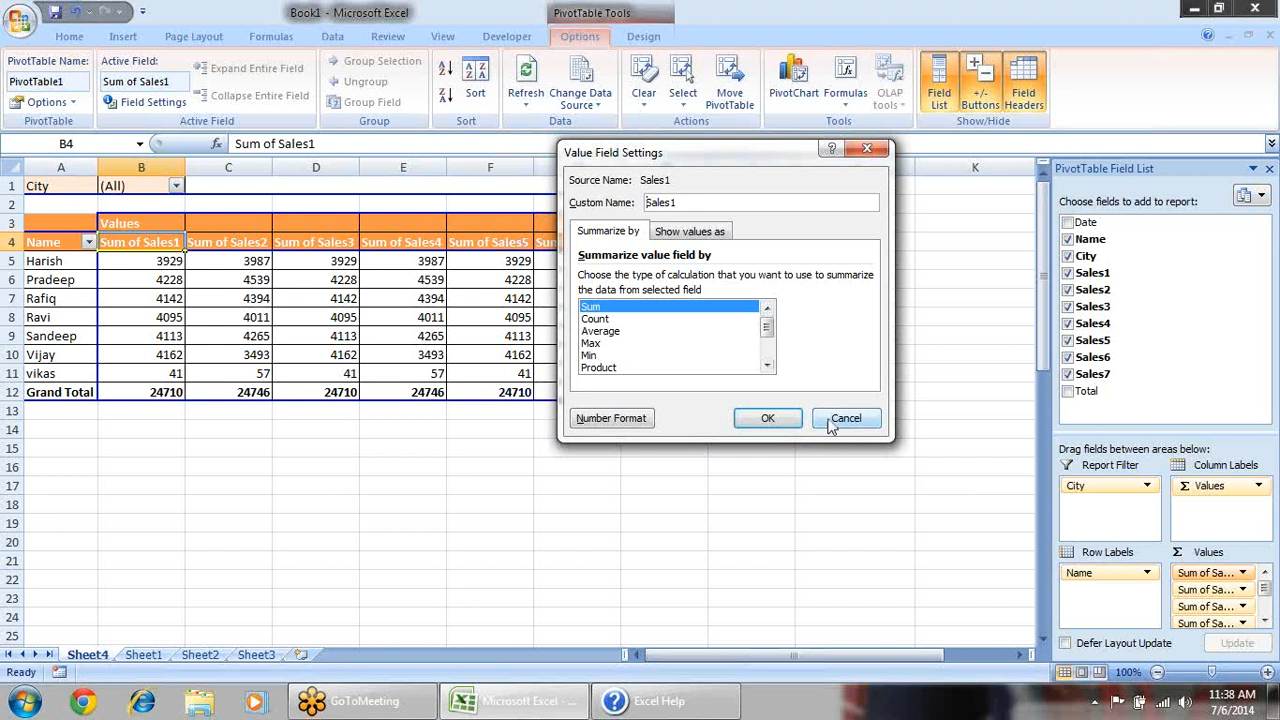 Book1 - Microsoft Excel
PivotTable Tools
Home Insert Page Layout Formulas Data Review View Developer Options Design
PivotTable Name:
PivotTable1
Options
PivotTable
Active Field:
Sum of Sales1
Field Settings
Expand Entire Field
Collapse Entire Field
Active Field
Group Selection
Ungroup
Group Field
Group
Sort
Sort
Refresh
Change Data
Source
Data
Clear
Select
Move
PivotTable
Actions
PivotChart
Formulas
OLAP
tools
Tools
Field
List
+/-
Buttons
Field
Headers
Show/Hide
B4
fx
Sum of Sales1
A B C D E F K
1 City (All)
2
3 Values
4 Name Sum of Sales1 Sum of Sales2 Sum of Sales3 Sum of Sales4 Sum of Sales5
5 Harish 3929 3987 3929 3987 3929
6 Pradeep 4228 4539 4228 4539 4228
7 Rafiq 4142 4394 4142 4394 4142
8 Ravi 4095 4011 4095 4011 4095
9 Sandeep 4113 4265 4113 4265 4113
10 Vijay 4162 3493 4162 3493 4162
11 vikas 41 57 41 57 41
12 Grand Total 24710 24746 24710 24746 24710
13
14
15
16
17
18
19
20
21
22
23
24
25
Value Field Settings
Source Name: Sales1
Custom Name: Sales1
Summarize by Show values as
Summarize value field by
Choose the type of calculation that you want to use to summarize
the data from selected field
Sum
Count
Average
Max
Min
Product
Number Format OK Cancel
PivotTable Field List
Choose fields to add to report:
Date
Name
City
Sales1
Sales2
Sales3
Sales4
Sales5
Sales6
Sales7
Total
Drag fields between areas below:
Report Filter
City
Column Labels
Σ Values
Row Labels
Name
Σ Values
Sum of Sa...
Sum of Sa...
Sum of Sa...
Sum of Sa...
Defer Layout Update Update
Sheet4 Sheet1 Sheet2 Sheet3
Ready
100%
GoToMeeting
Microsoft Excel - ...
Excel Help
11:38 AM
7/6/2014